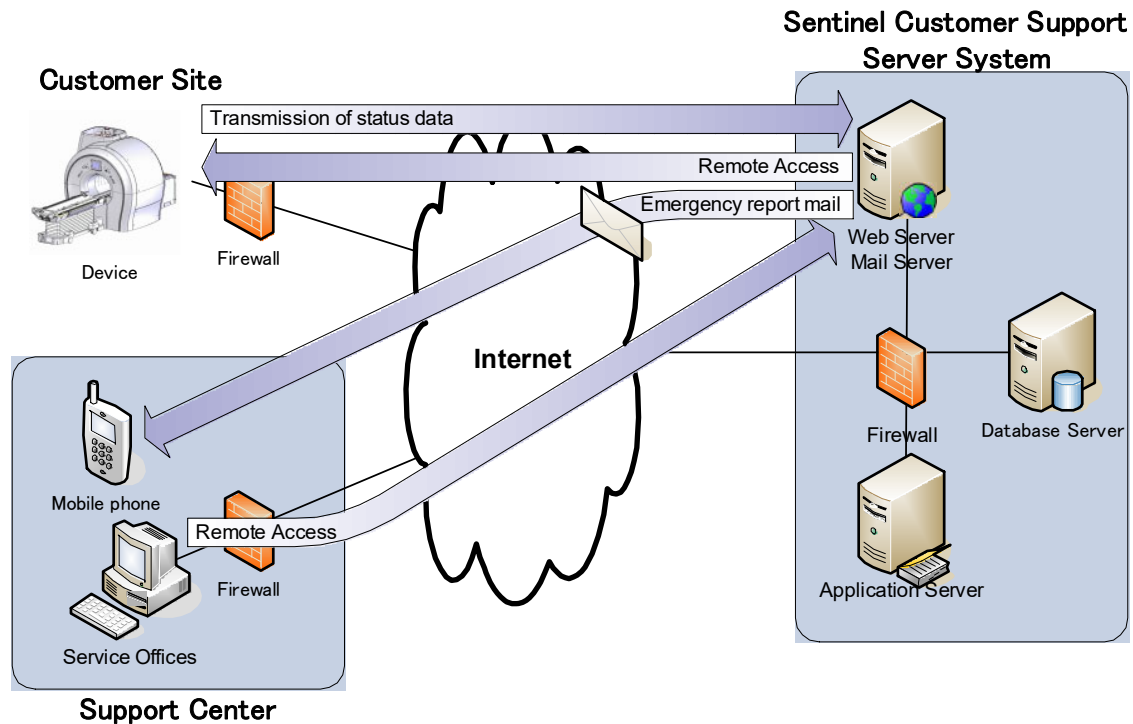 Sentinel Customer Support
Server System
Customer Site
Transmission of status data
Remote Access
Emergency report mail
Web Server
Mail Server
Device
Firewall
Internet
Firewall
Database Server
Mobile phone
Remote Access
Firewall
Application Server
Service Offices
Support Center